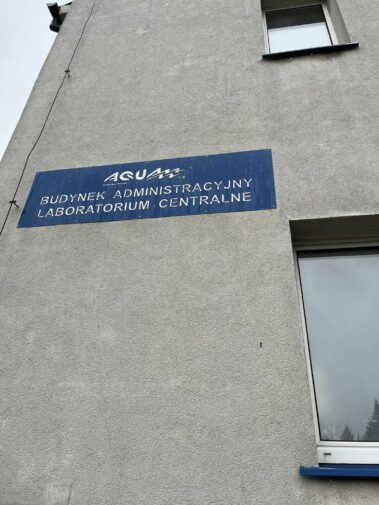 AQUA
BUDYNEK ADMINISTRACYJNY
LABORATORIUM CENTRALNE